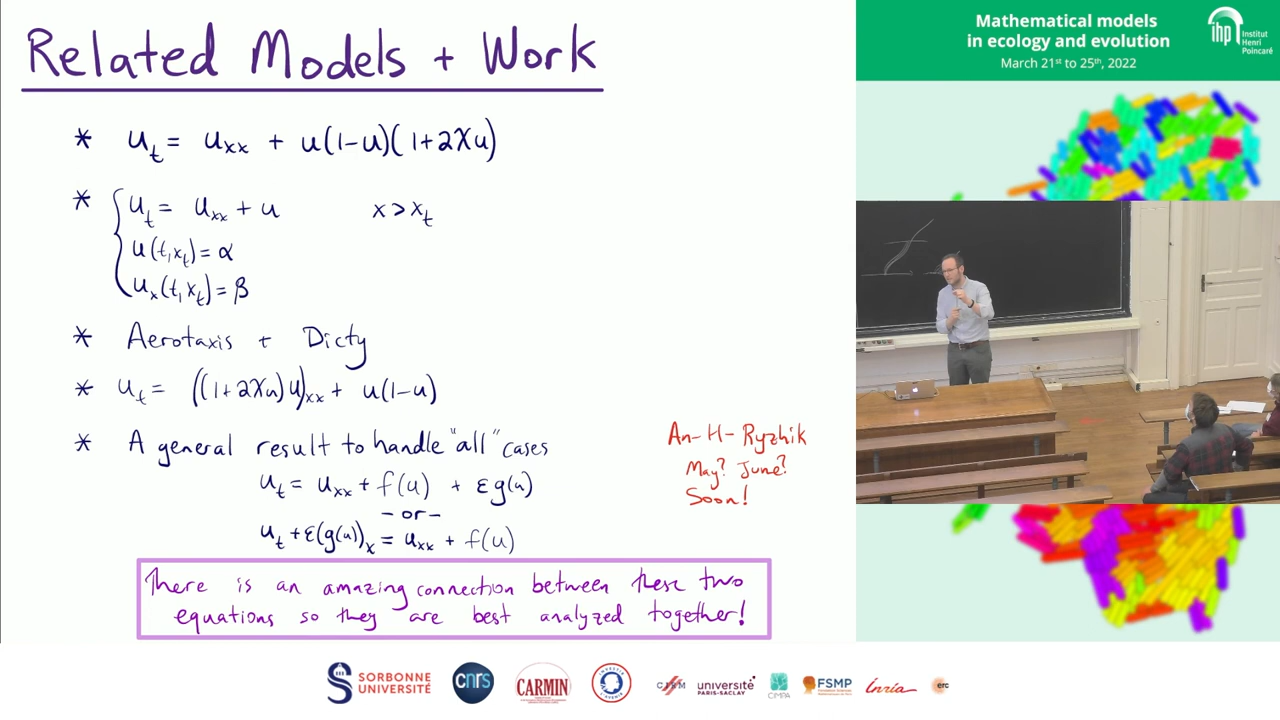 Related Models + Work
* u_t = u_xx + u(1-u)(1+2χu)
* { u_t = u_xx + u    x > x_t
u(t,x_t) = α
u_x(t,x_t) = β
* Aerotaxis + Dicty
* u_t = ((1+2χu)u)_xx + u(1-u)
* A general result to handle "all" cases
u_t = u_xx + f(u) + εg(u)
- or -
u_t + ε(g(u))_x = u_xx + f(u)
An-H-Ryzhik
May? June?
Soon!
There is an amazing connection between these two
equations so they are best analyzed together!
Mathematical models
in ecology and evolution
March 21st to 25th, 2022
ihp Institut
Henri
Poincaré
SORBONNE
UNIVERSITÉ
cnrs
CARMIN
université
PARIS-SACLAY
CIMPA
FSMP
Inria
erc